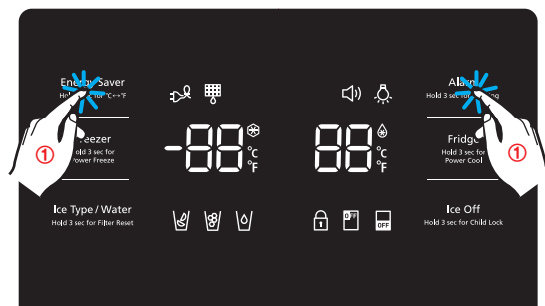 Energy Saver
Hold 3 sec for °C↔°F
Alarm
Hold 3 sec for
①
Freezer
Hold 3 sec for
Power Freeze
-88 °C
°F
88 °C
°F
Fridge
Hold 3 sec for
Power Cool
①
Ice Type / Water
Hold 3 sec for Filter Reset
OFF
OFF
Ice Off
Hold 3 sec for Child Lock